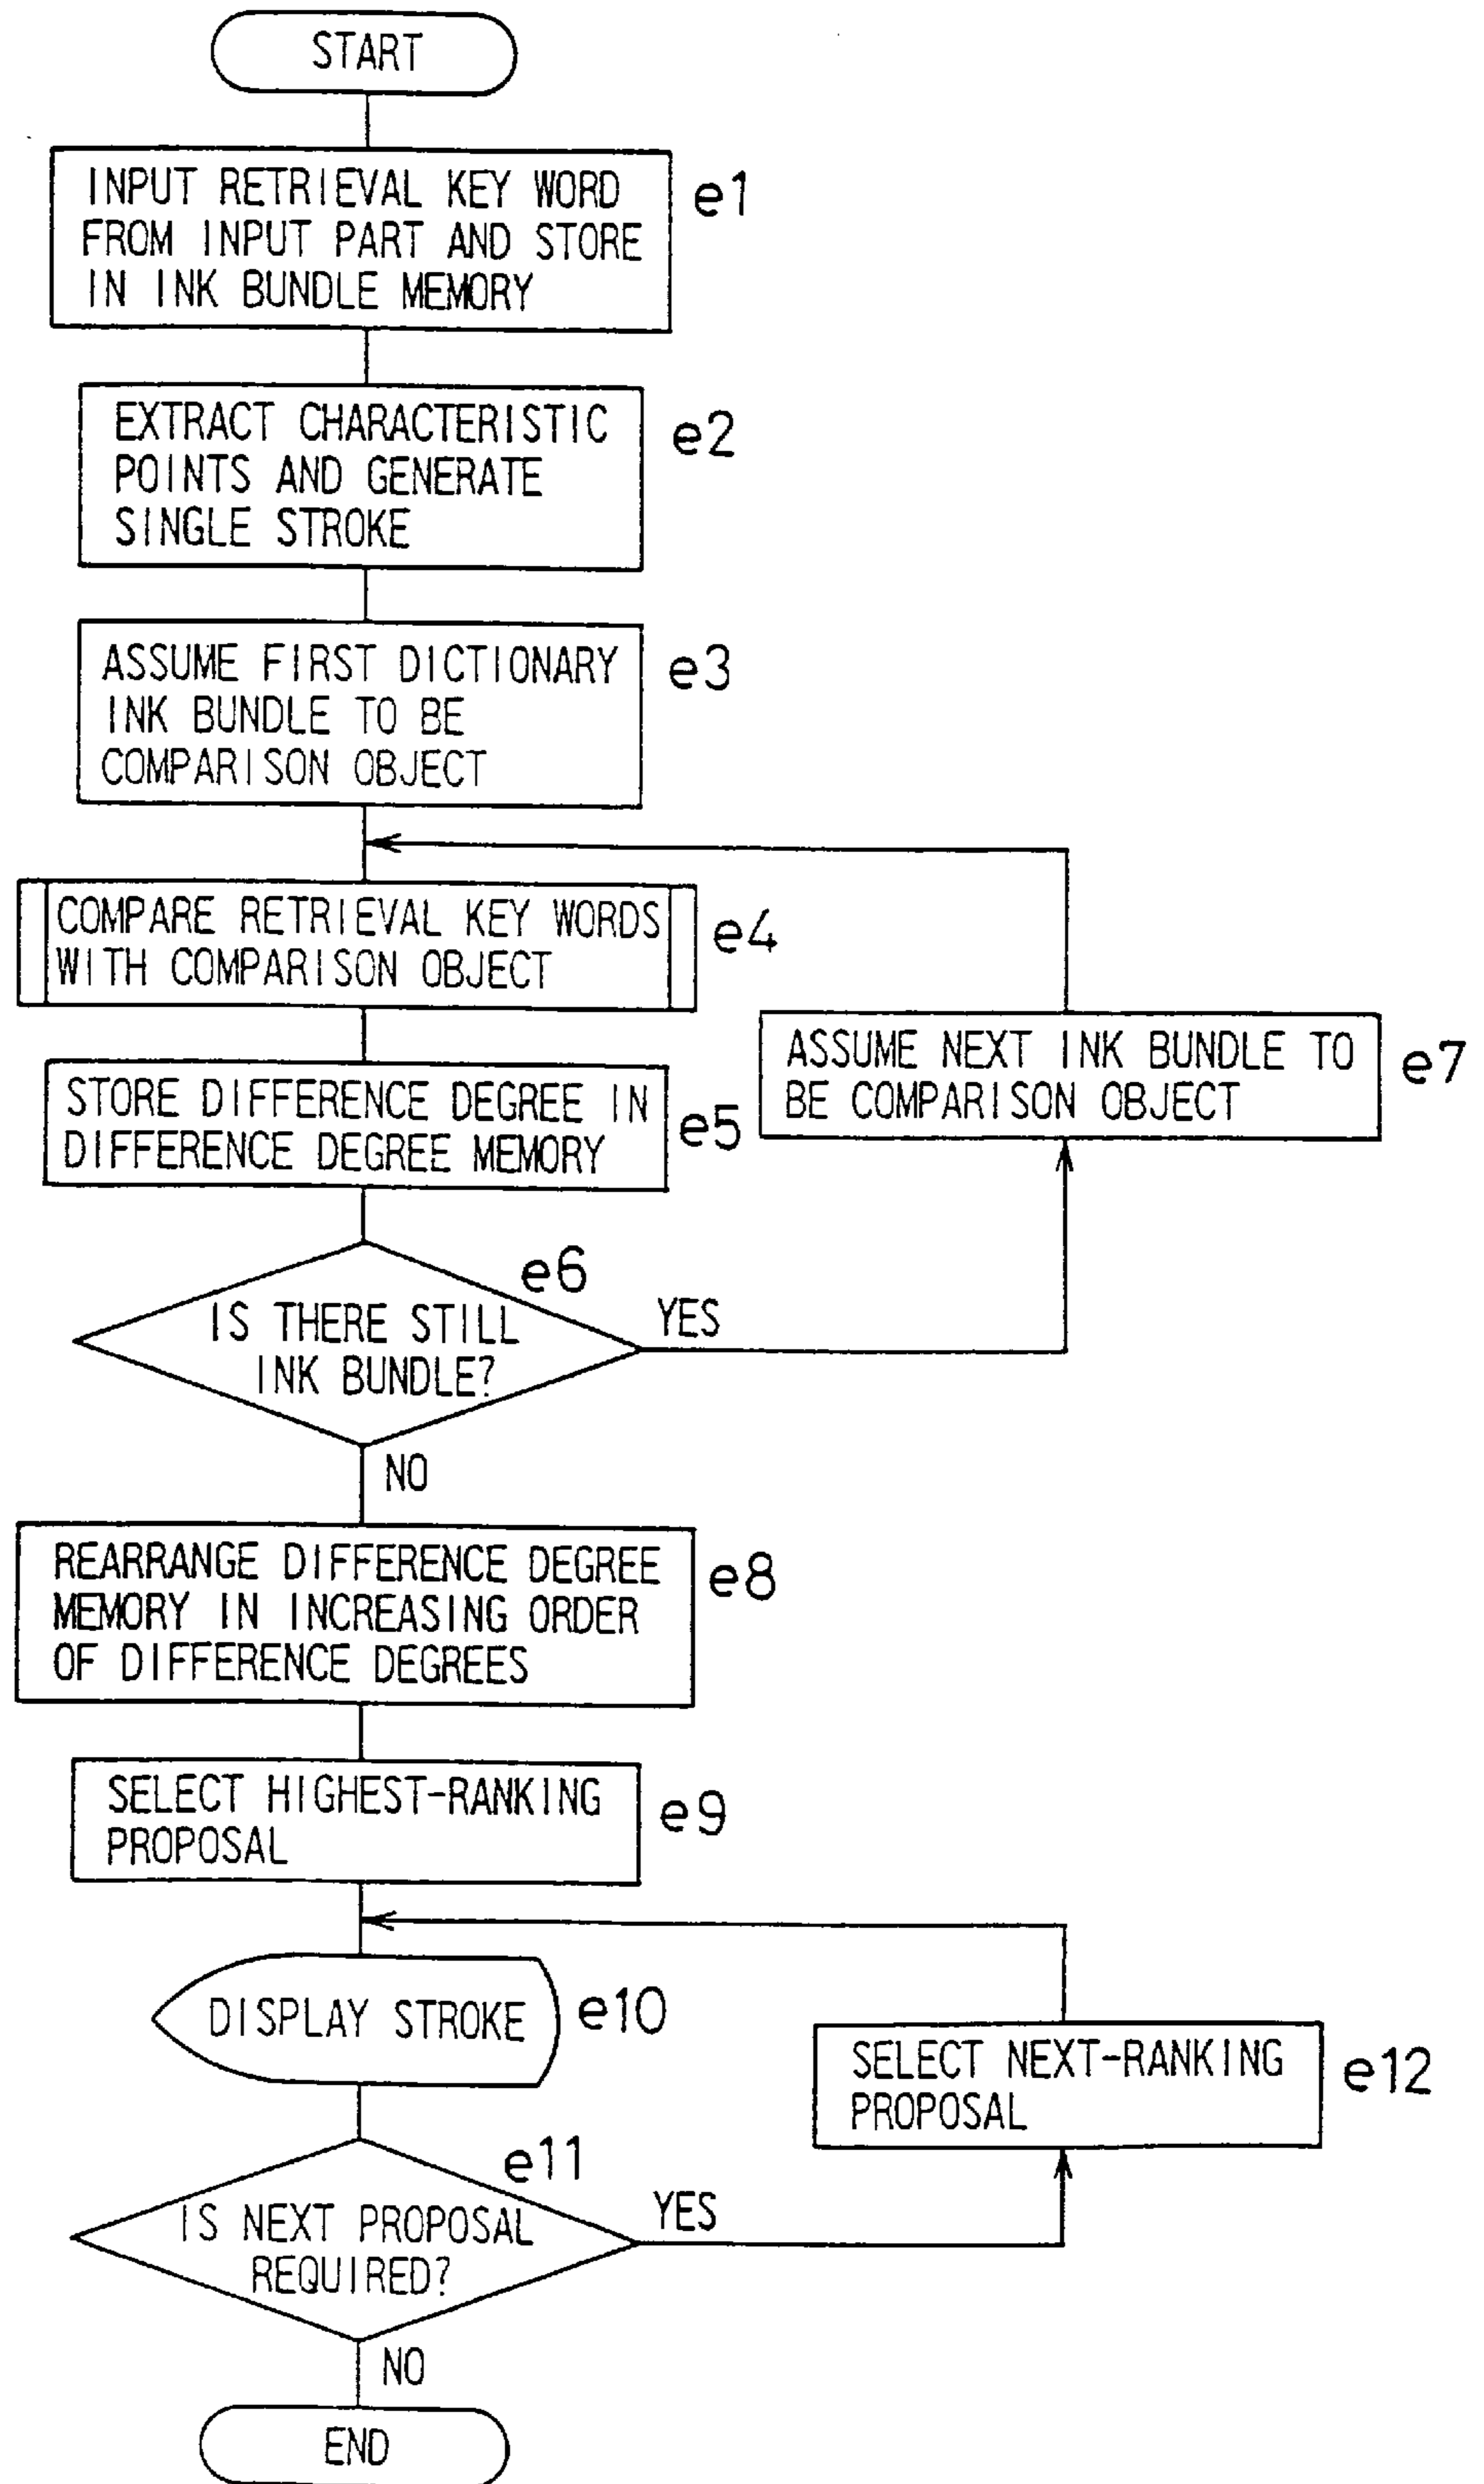 START
INPUT RETRIEVAL KEY WORD
FROM INPUT PART AND STORE
IN INK BUNDLE MEMORY
e1
EXTRACT CHARACTERISTIC
POINTS AND GENERATE
SINGLE STROKE
e2
ASSUME FIRST DICTIONARY
INK BUNDLE TO BE
COMPARISON OBJECT
e3
COMPARE RETRIEVAL KEY WORDS
WITH COMPARISON OBJECT
e4
ASSUME NEXT INK BUNDLE TO
BE COMPARISON OBJECT
e7
STORE DIFFERENCE DEGREE IN
DIFFERENCE DEGREE MEMORY
e5
e6
IS THERE STILL
INK BUNDLE?
YES
NO
REARRANGE DIFFERENCE DEGREE
MEMORY IN INCREASING ORDER
OF DIFFERENCE DEGREES
e8
SELECT HIGHEST-RANKING
PROPOSAL
e9
DISPLAY STROKE
e10
SELECT NEXT-RANKING
PROPOSAL
e12
e11
IS NEXT PROPOSAL
REQUIRED?
YES
NO
END